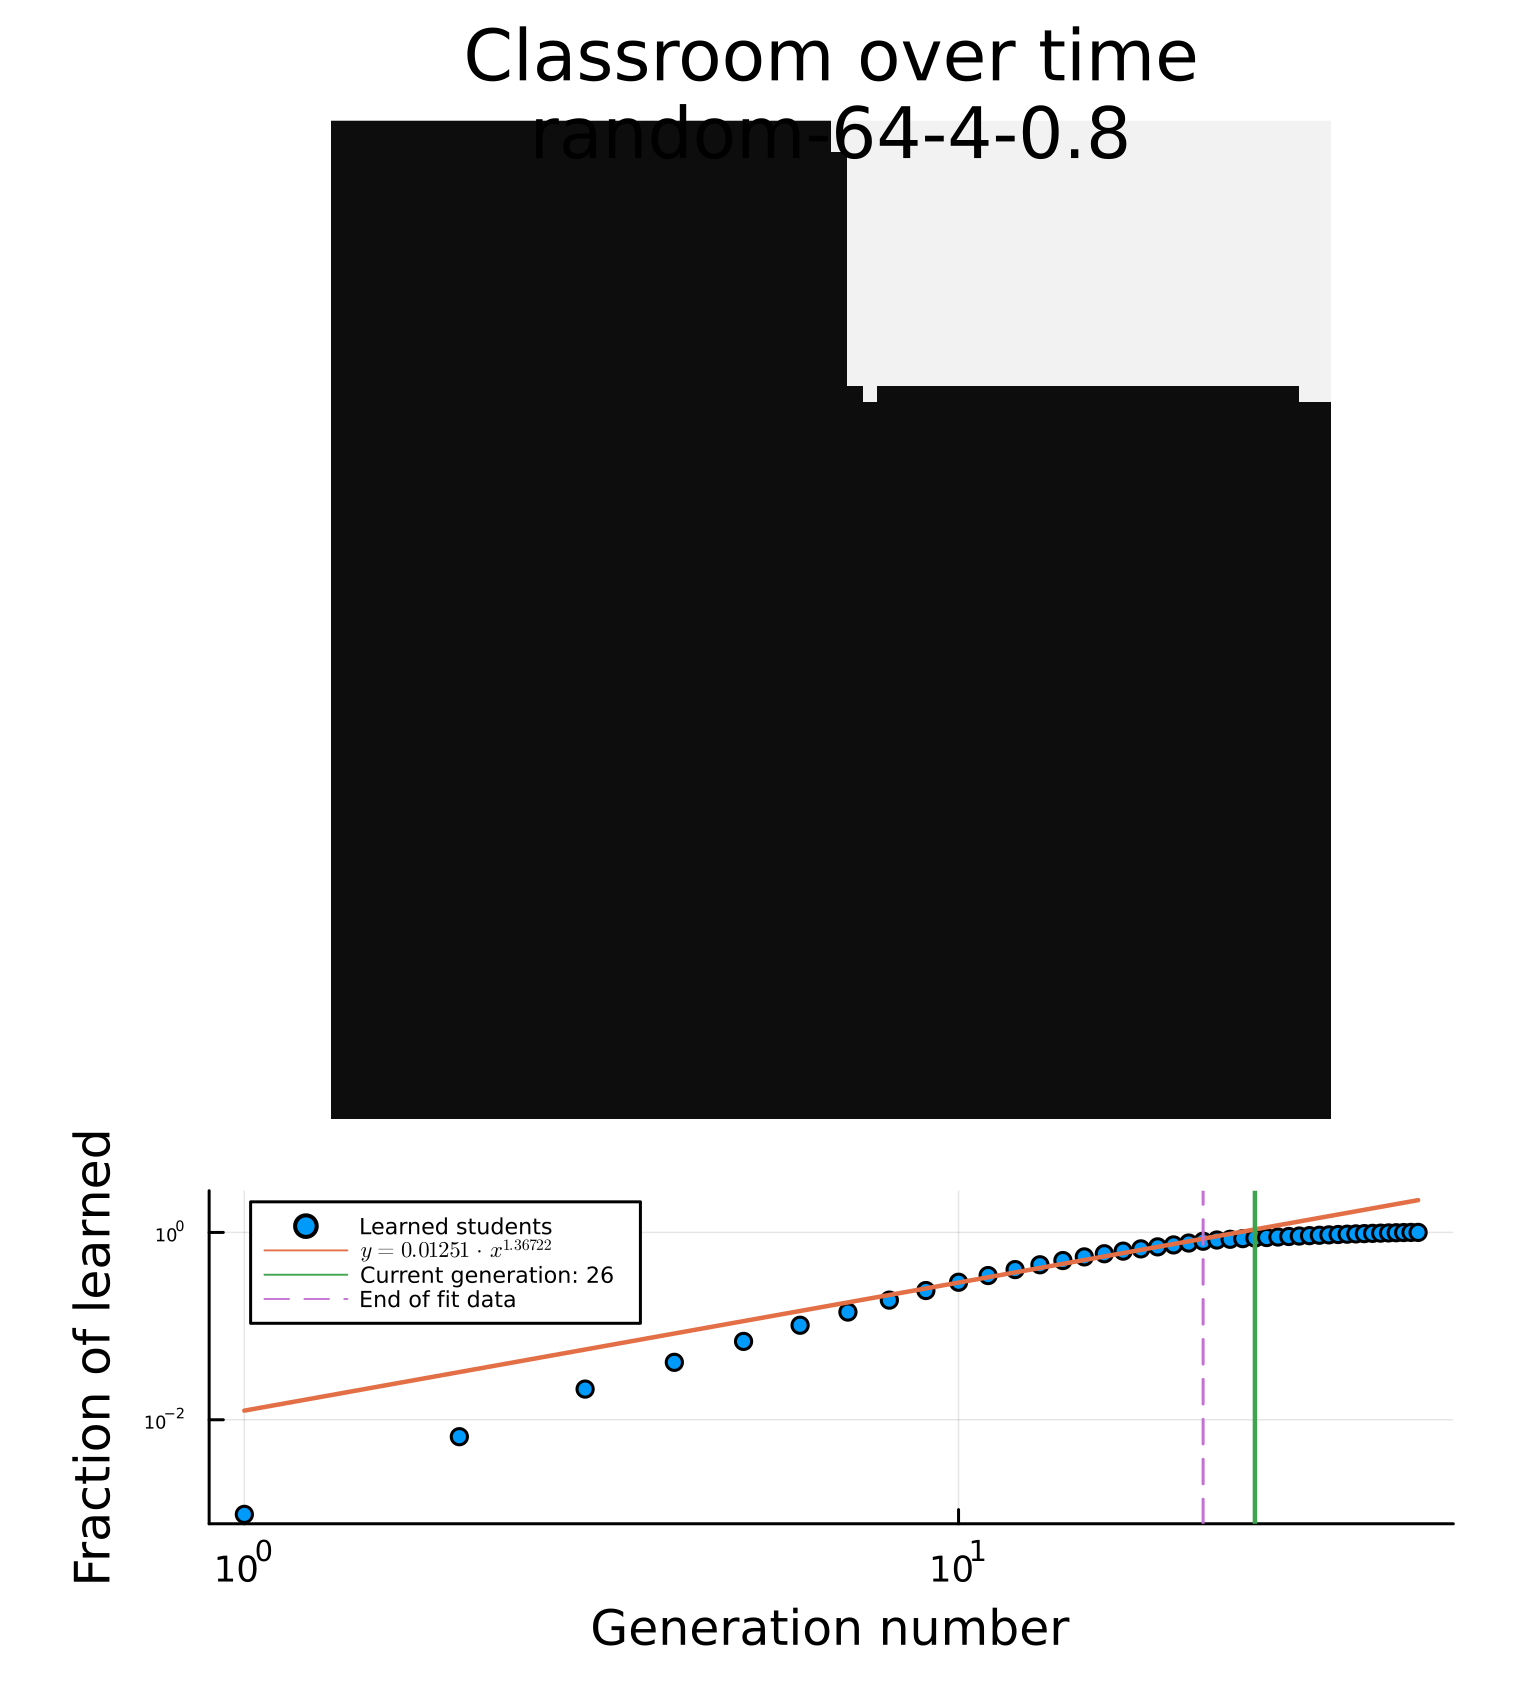 Classroom over time
random-64-4-0.8
Fraction of learned
10⁰
10⁻²
Learned students
y = 0.01251 · x^1.36722
Current generation: 26
End of fit data
10⁰
10¹
Generation number